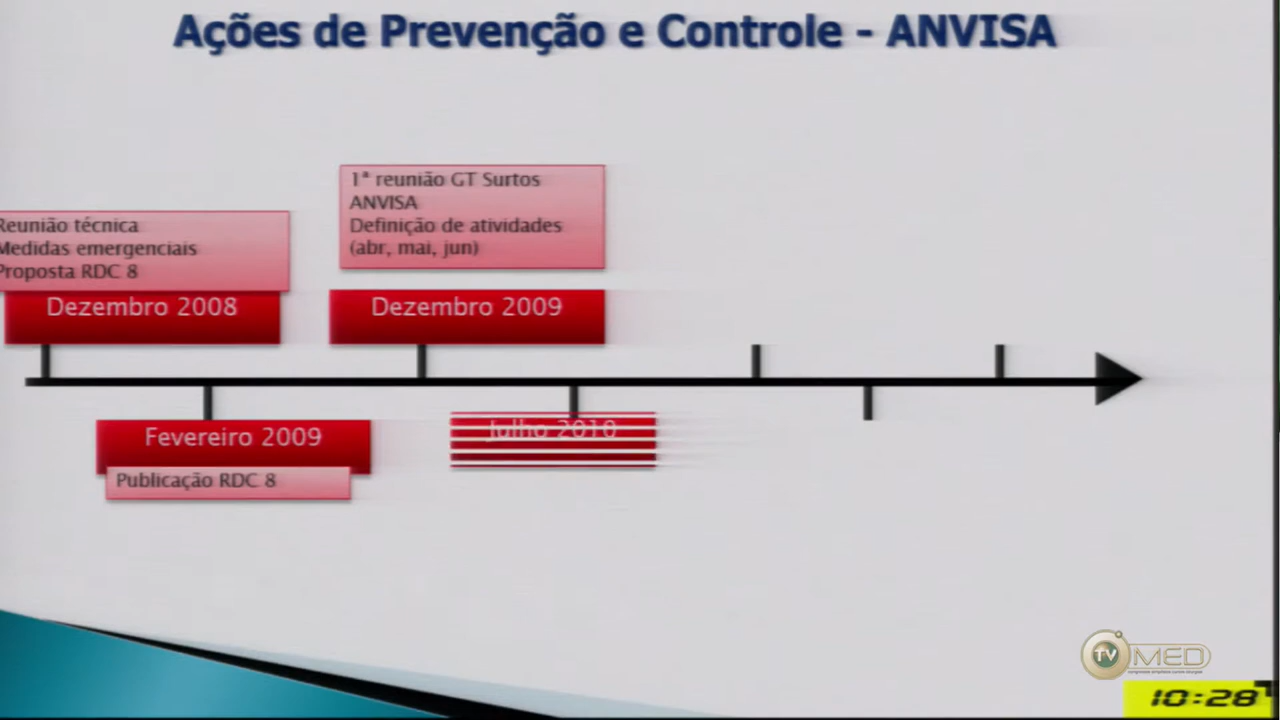 Ações de Prevenção e Controle - ANVISA
1ª reunião GT Surtos
ANVISA
Definição de atividades
(abr, mai, jun)
Reunião técnica
Medidas emergenciais
Proposta RDC 8
Dezembro 2008
Dezembro 2009
Fevereiro 2009
Julho 2010
Publicação RDC 8
TV MED
10:28